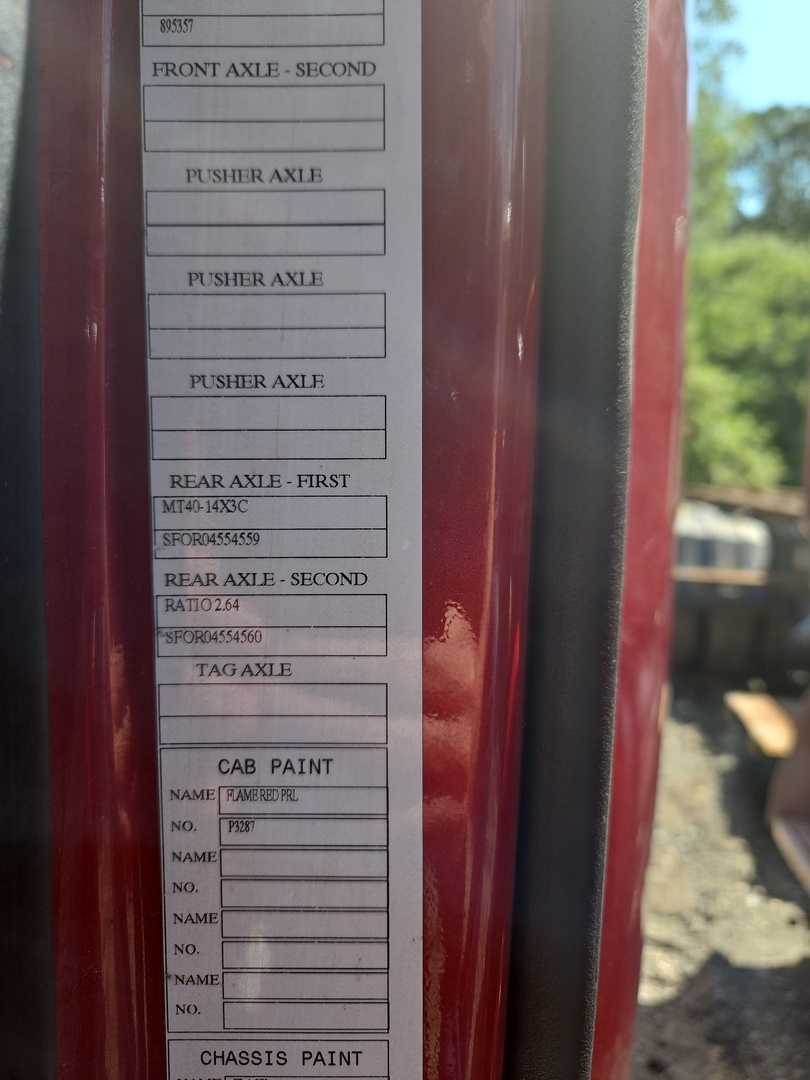 895357
FRONT AXLE - SECOND
PUSHER AXLE
PUSHER AXLE
PUSHER AXLE
REAR AXLE - FIRST
MT40-14X3C
SFOR04554559
REAR AXLE - SECOND
RATIO 2.64
SFOR04554560
TAG AXLE
CAB PAINT
NAME FLAME RED PRL
NO. P3287
NAME
NO.
NAME
NO.
NAME
NO.
CHASSIS PAINT
NAME